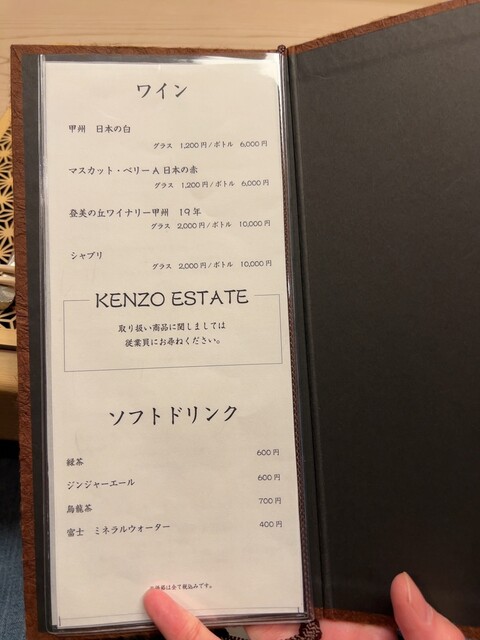 ワイン
甲州　日本の白
グラス　1,200円/ボトル　6,000円
マスカット・ベリーA 日本の赤
グラス　1,200円/ボトル　6,000円
登美の丘ワイナリー甲州　19年
グラス　2,000円/ボトル　10,000円
シャブリ
グラス　2,000円/ボトル　10,000円
KENZO ESTATE
取り扱い商品に関しましては
従業員にお尋ねください。
ソフトドリンク
緑茶　600円
ジンジャーエール　600円
烏龍茶　700円
富士　ミネラルウォーター　400円
は全て税込みです。